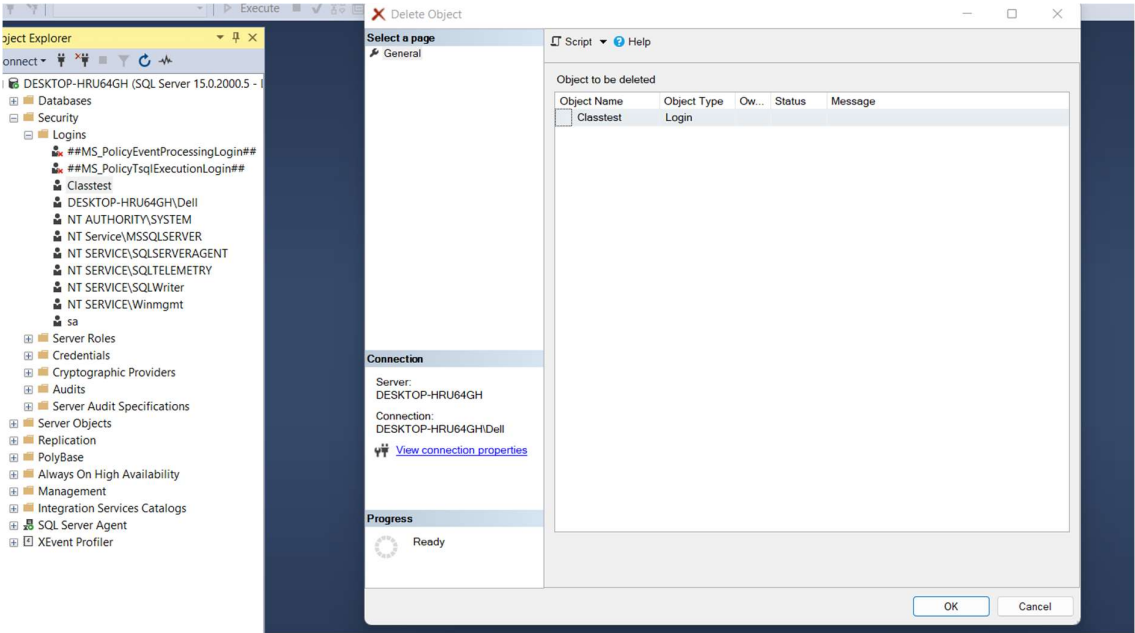 Execute
Object Explorer
Connect
DESKTOP-HRU64GH (SQL Server 15.0.2000.5 -
Databases
Security
Logins
##MS_PolicyEventProcessingLogin##
##MS_PolicyTsqlExecutionLogin##
Classtest
DESKTOP-HRU64GH\Dell
NT AUTHORITY\SYSTEM
NT Service\MSSQLSERVER
NT SERVICE\SQLSERVERAGENT
NT SERVICE\SQLTELEMETRY
NT SERVICE\SQLWriter
NT SERVICE\Winmgmt
sa
Server Roles
Credentials
Cryptographic Providers
Audits
Server Audit Specifications
Server Objects
Replication
PolyBase
Always On High Availability
Management
Integration Services Catalogs
SQL Server Agent
XEvent Profiler
Delete Object
Select a page
General
Connection
Server:
DESKTOP-HRU64GH
Connection:
DESKTOP-HRU64GH\Dell
View connection properties
Progress
Ready
Script Help
Object to be deleted
Object Name Object Type Ow... Status Message
Classtest Login
OK Cancel